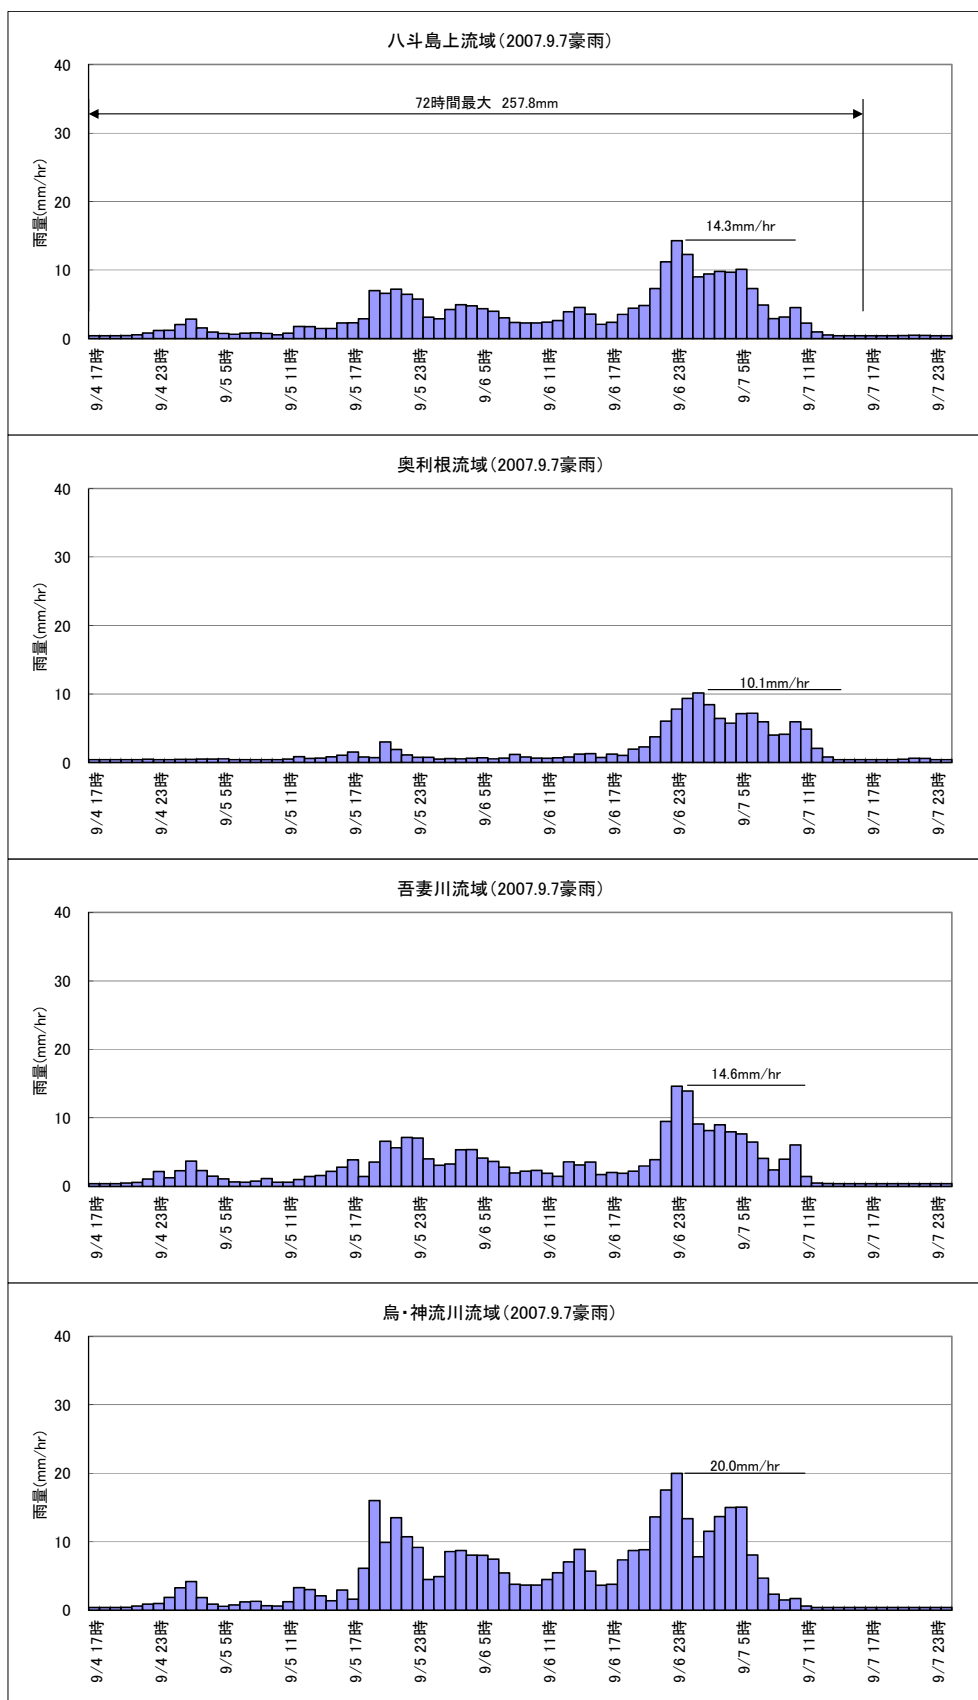 八斗島上流域(2007.9.7豪雨)
40
30
20
10
0
雨量(mm/hr)
72時間最大 257.8mm
14.3mm/hr
9/4 17時
9/4 23時
9/5 5時
9/5 11時
9/5 17時
9/5 23時
9/6 5時
9/6 11時
9/6 17時
9/6 23時
9/7 5時
9/7 11時
9/7 17時
9/7 23時
奥利根流域(2007.9.7豪雨)
40
30
20
10
0
雨量(mm/hr)
10.1mm/hr
9/4 17時
9/4 23時
9/5 5時
9/5 11時
9/5 17時
9/5 23時
9/6 5時
9/6 11時
9/6 17時
9/6 23時
9/7 5時
9/7 11時
9/7 17時
9/7 23時
吾妻川流域(2007.9.7豪雨)
40
30
20
10
0
雨量(mm/hr)
14.6mm/hr
9/4 17時
9/4 23時
9/5 5時
9/5 11時
9/5 17時
9/5 23時
9/6 5時
9/6 11時
9/6 17時
9/6 23時
9/7 5時
9/7 11時
9/7 17時
9/7 23時
烏・神流川流域(2007.9.7豪雨)
40
30
20
10
0
雨量(mm/hr)
20.0mm/hr
9/4 17時
9/4 23時
9/5 5時
9/5 11時
9/5 17時
9/5 23時
9/6 5時
9/6 11時
9/6 17時
9/6 23時
9/7 5時
9/7 11時
9/7 17時
9/7 23時